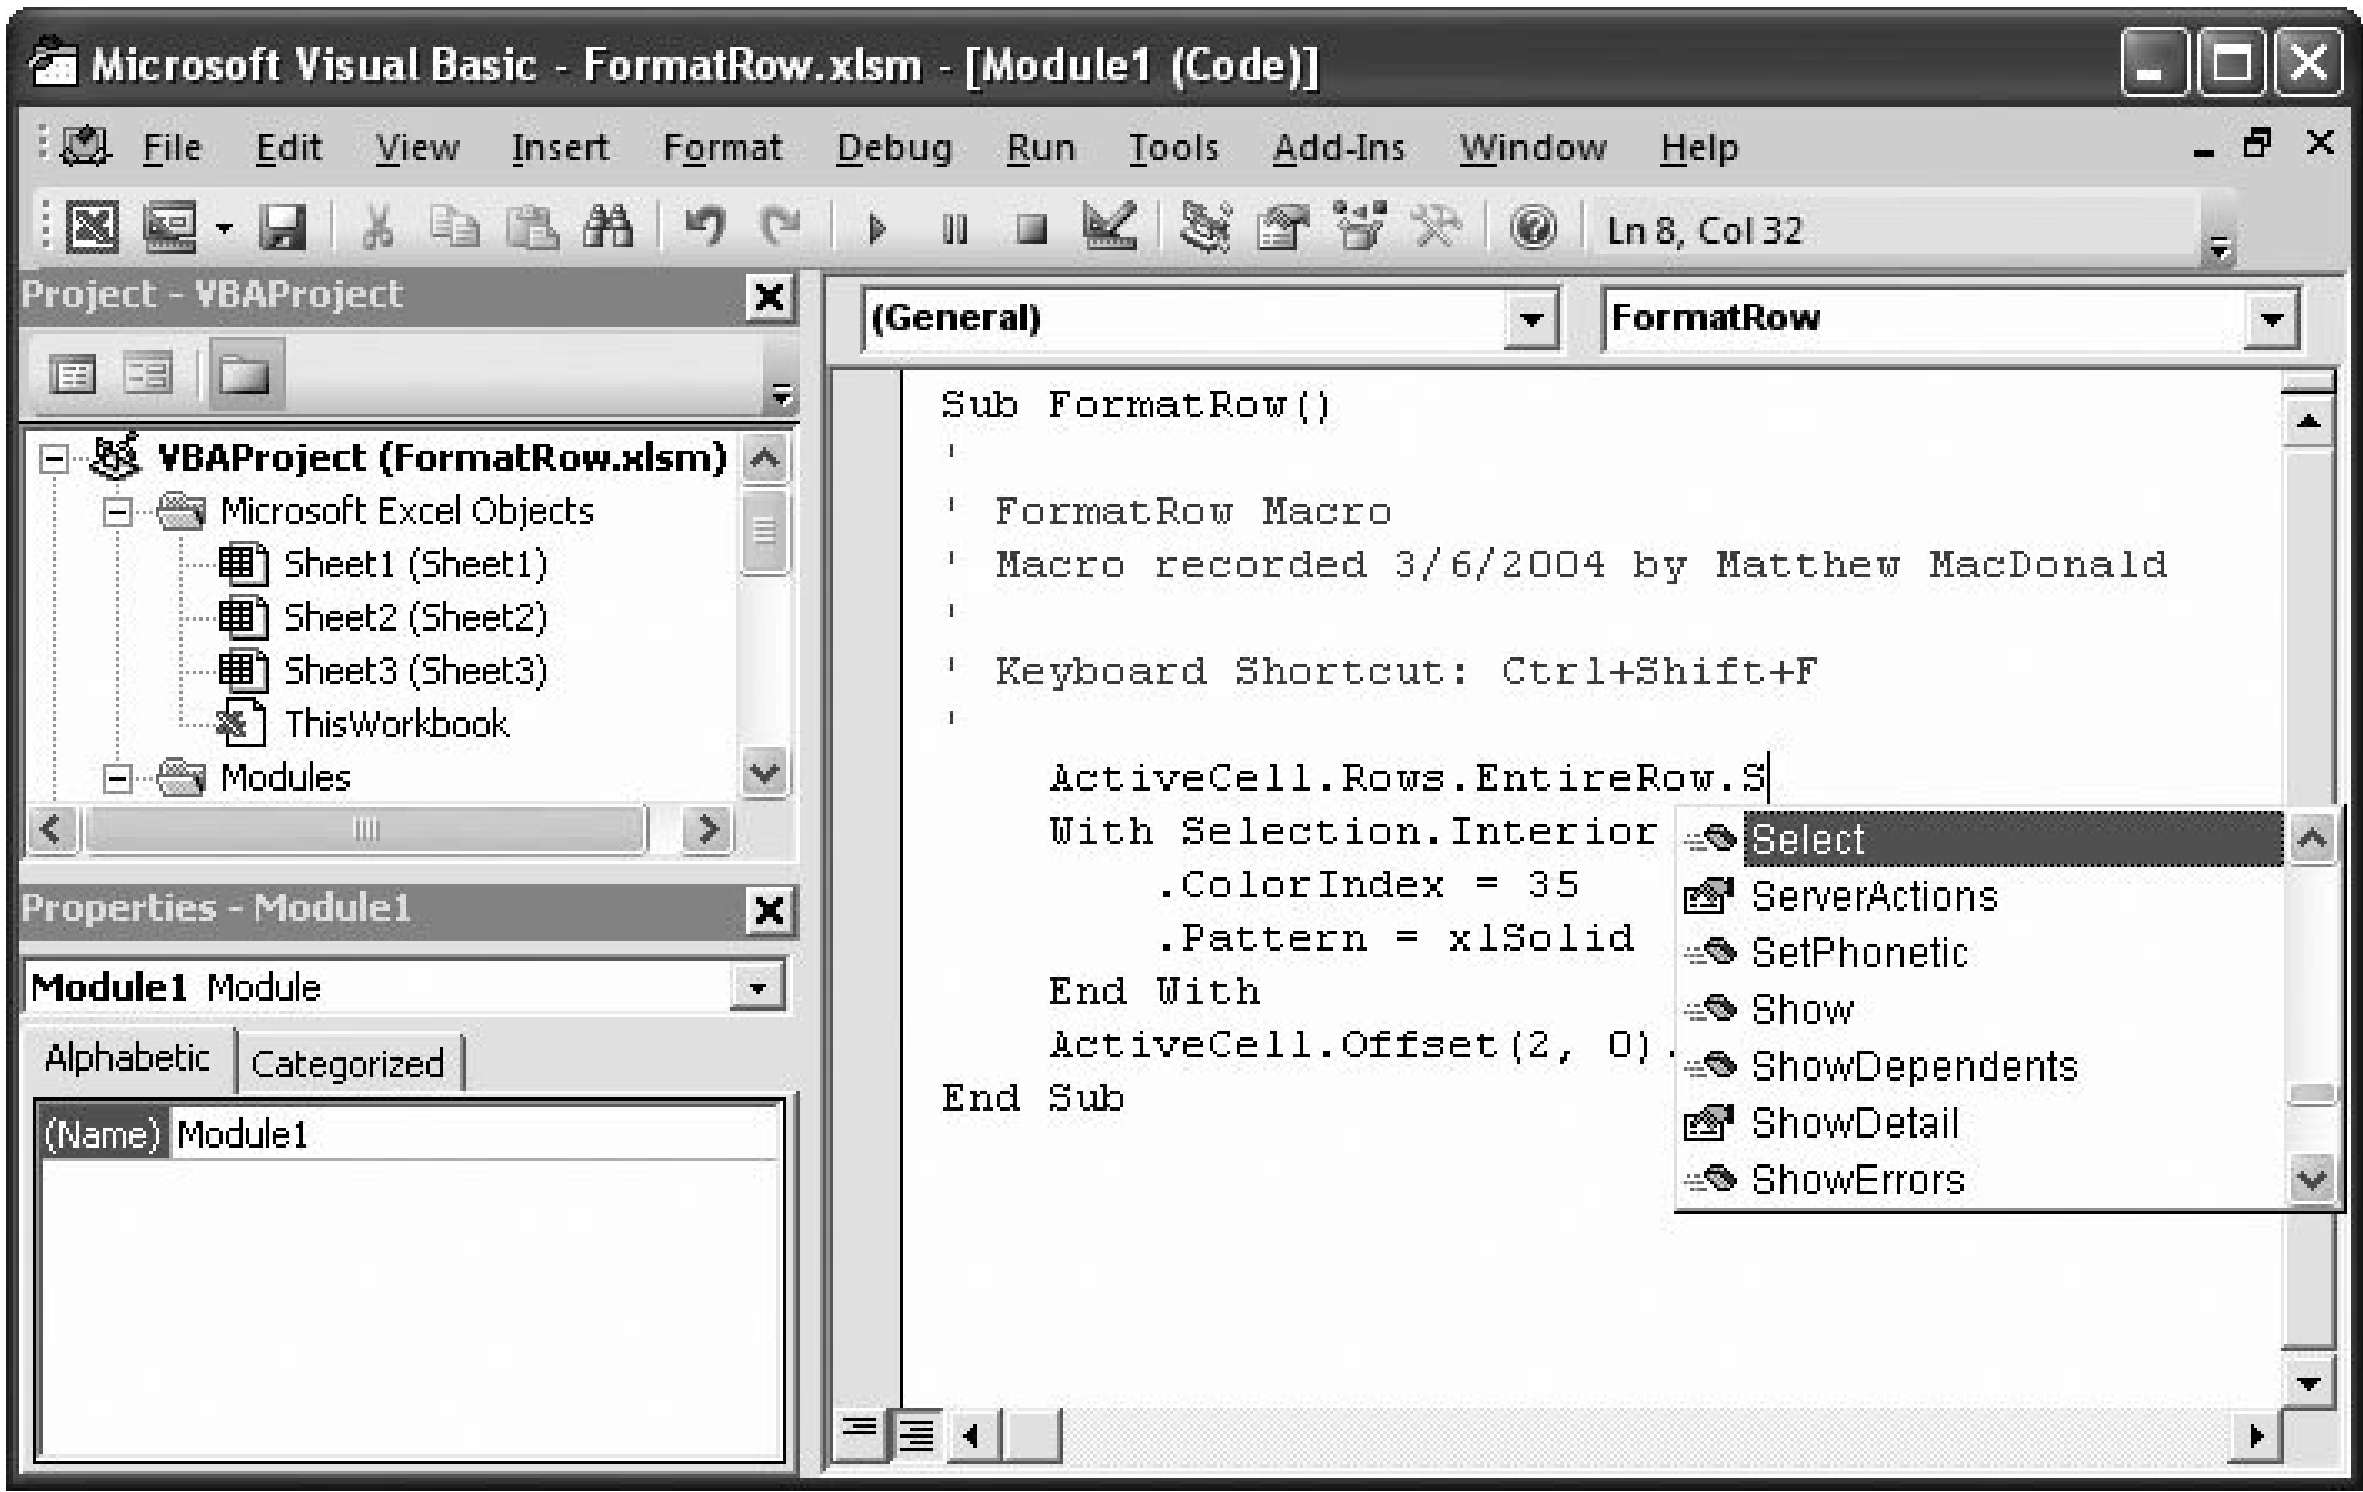 Microsoft Visual Basic - FormatRow.xlsm - [Module1 (Code)]
File Edit View Insert Format Debug Run Tools Add-Ins Window Help
Ln 8, Col 32
Project - VBAProject
VBAProject (FormatRow.xlsm)
Microsoft Excel Objects
Sheet1 (Sheet1)
Sheet2 (Sheet2)
Sheet3 (Sheet3)
ThisWorkbook
Modules
Properties - Module1
Module1 Module
Alphabetic Categorized
(Name) Module1
(General) FormatRow
Sub FormatRow()
'
' FormatRow Macro
' Macro recorded 3/6/2004 by Matthew MacDonald
'
' Keyboard Shortcut: Ctrl+Shift+F
'
ActiveCell.Rows.EntireRow.S
With Selection.Interior
.ColorIndex = 35
.Pattern = xlSolid
End With
ActiveCell.Offset(2, 0).
End Sub
Select
ServerActions
SetPhonetic
Show
ShowDependents
ShowDetail
ShowErrors